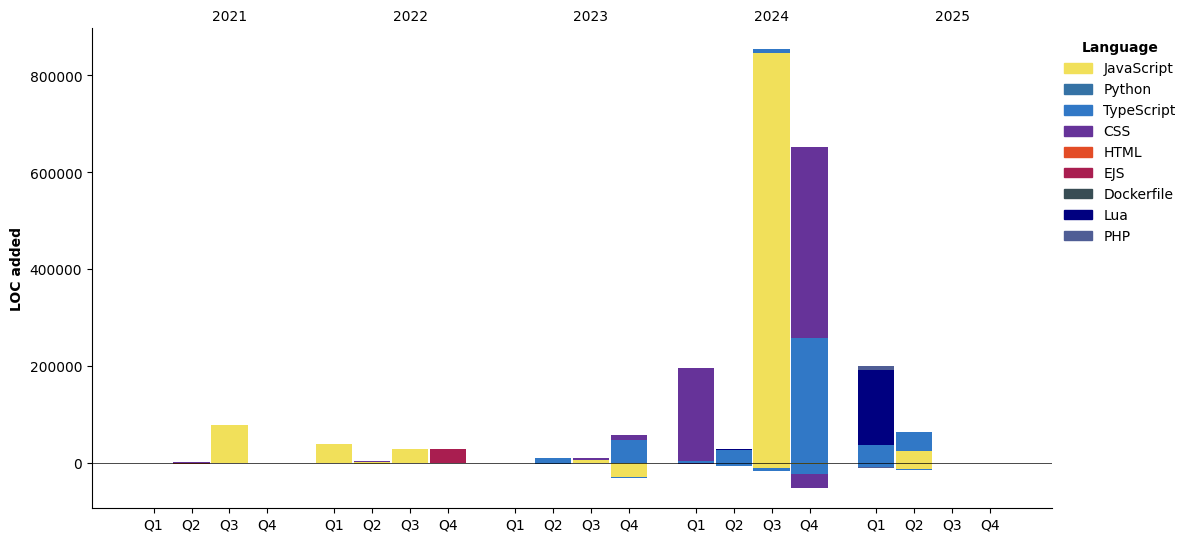 2021 2022 2023 2024 2025
LOC added
800000
600000
400000
200000
0
Q1 Q2 Q3 Q4 Q1 Q2 Q3 Q4 Q1 Q2 Q3 Q4 Q1 Q2 Q3 Q4 Q1 Q2 Q3 Q4
Language
JavaScript
Python
TypeScript
CSS
HTML
EJS
Dockerfile
Lua
PHP